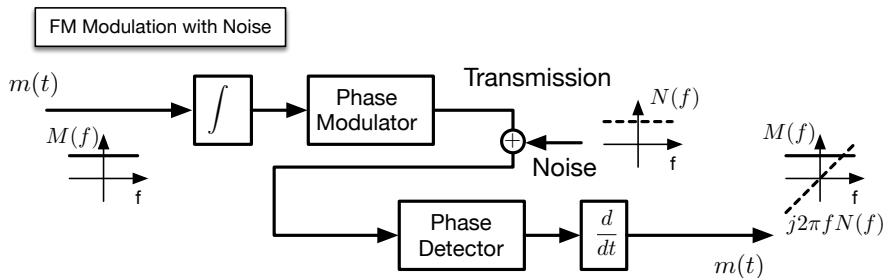 FM Modulation with Noise
m(t)
∫
Phase
Modulator
Transmission
N(f)
f
+
Noise
M(f)
f
M(f)
f
j2πfN(f)
Phase
Detector
d
dt
m(t)